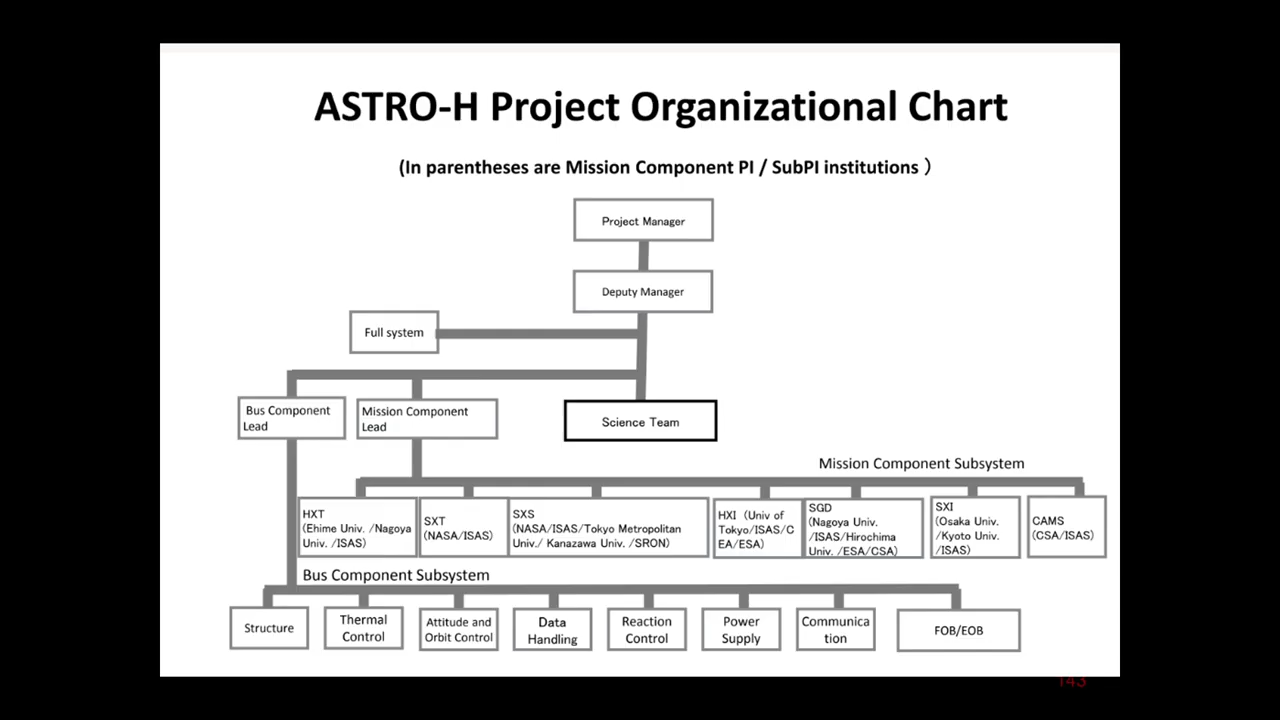 ASTRO-H Project Organizational Chart
(In parentheses are Mission Component PI / SubPI institutions )
Project Manager
Deputy Manager
Full system
Bus Component
Lead
Mission Component
Lead
Science Team
Mission Component Subsystem
HXT
(Ehime Univ. /Nagoya
Univ. /ISAS)
SXT
(NASA/ISAS)
SXS
(NASA/ISAS/Tokyo Metropolitan
Univ./ Kanazawa Univ. /SRON)
HXI (Univ of
Tokyo/ISAS/C
EA/ESA)
SGD
(Nagoya Univ.
/ISAS/Hirochima
Univ. /ESA/CSA)
SXI
(Osaka Univ.
/Kyoto Univ.
/ISAS)
CAMS
(CSA/ISAS)
Bus Component Subsystem
Structure
Thermal
Control
Attitude and
Orbit Control
Data
Handling
Reaction
Control
Power
Supply
Communica
tion
FOB/EOB
143